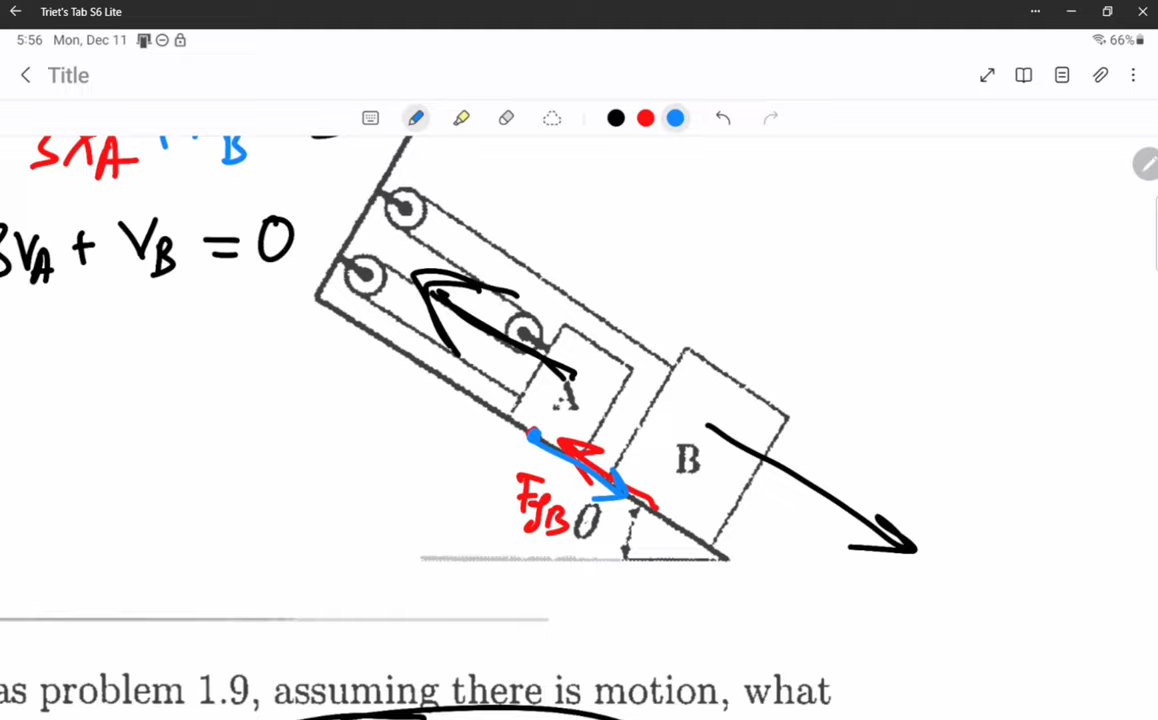 Triet's Tab S6 Lite
5:56 Mon, Dec 11 66%
Title
3xA B
3VA + VB = 0
A
B
FfB
θ
as problem 1.9, assuming there is motion, what